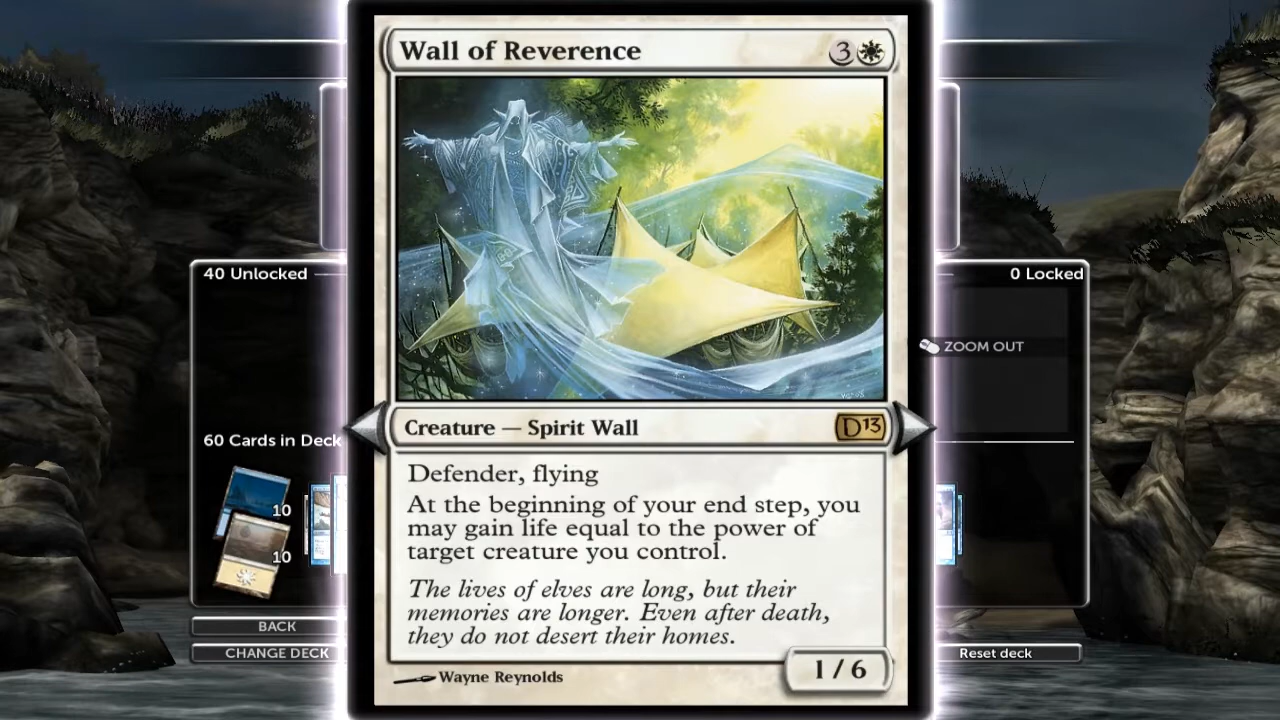 Wall of Reverence
3
40 Unlocked
0 Locked
ZOOM OUT
Creature — Spirit Wall
D13
60 Cards in Deck
Defender, flying
At the beginning of your end step, you
may gain life equal to the power of
target creature you control.
The lives of elves are long, but their
memories are longer. Even after death,
they do not desert their homes.
10
10
1 / 6
Wayne Reynolds
BACK
CHANGE DECK
Reset deck